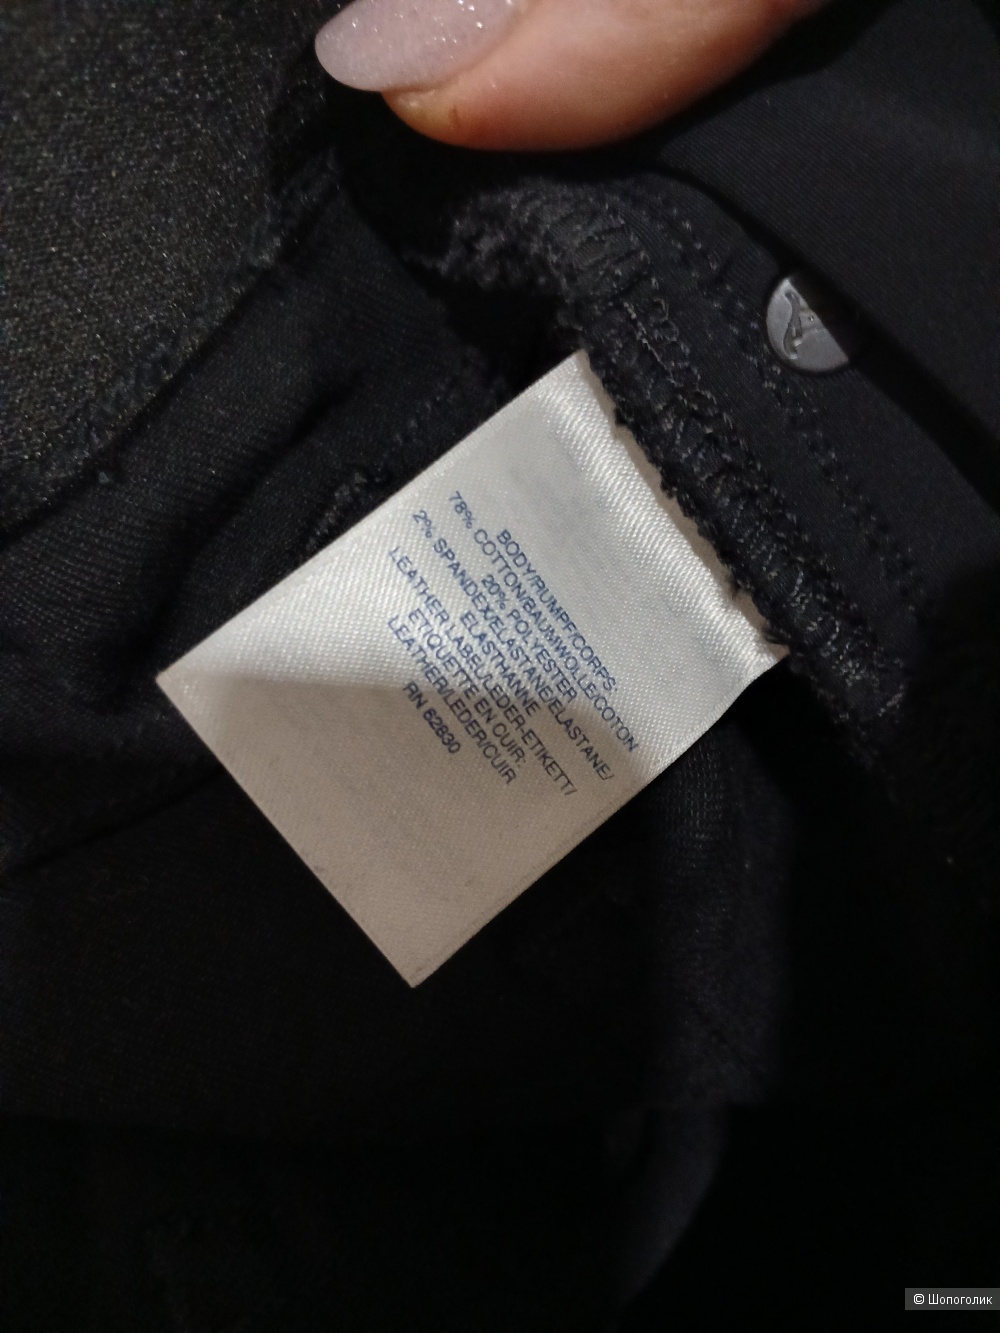 BODY/RUMPF/CORPS:
78% COTTON/BAUMWOLLE/COTON
20% POLYESTER
2% SPANDEX/ELASTANE/ELASTANE/
ELASTHANNE
LEATHER LABEL/LEDER-ETIKETT/
ETIQUETTE EN CUIR:
LEATHER/LEDER/CUIR
RN 62830
© Шопоголик